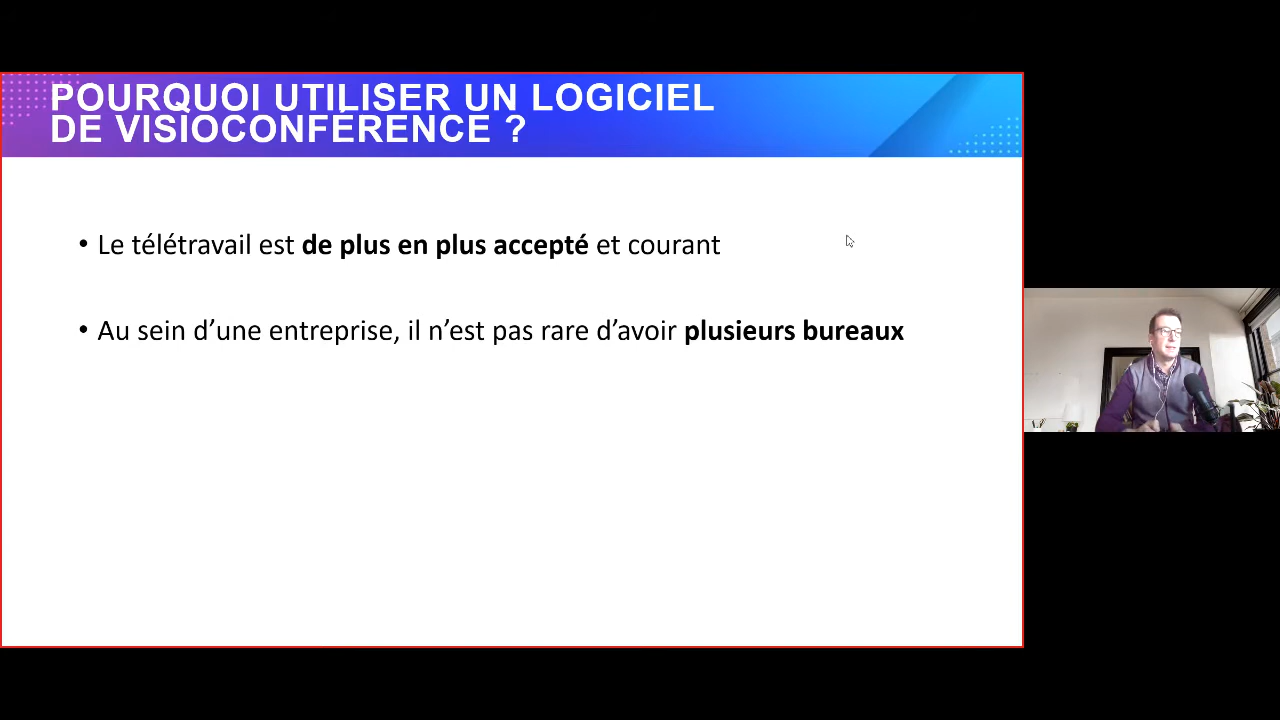 POURQUOI UTILISER UN LOGICIEL
DE VISIOCONFÉRENCE ?
• Le télétravail est de plus en plus accepté et courant
• Au sein d’une entreprise, il n’est pas rare d’avoir plusieurs bureaux